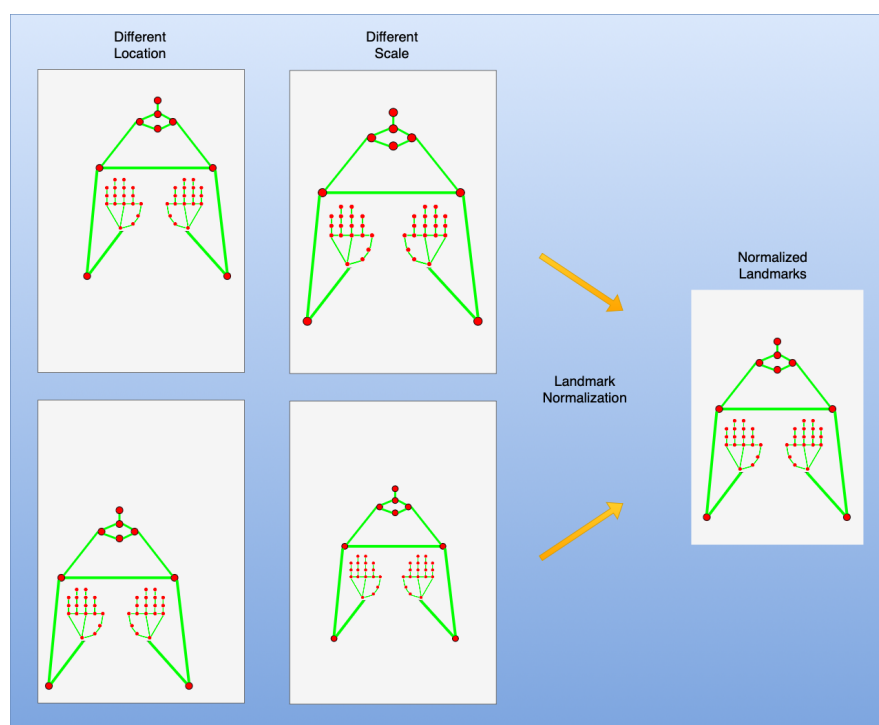 Different
Location
Different
Scale
Landmark
Normalization
Normalized
Landmarks